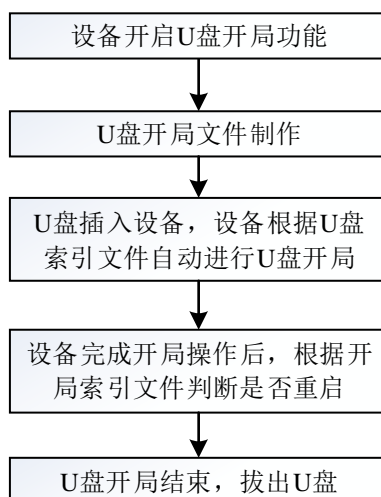 设备开启U盘开局功能
U盘开局文件制作
U盘插入设备，设备根据U盘
索引文件自动进行U盘开局
设备完成开局操作后，根据开
局索引文件判断是否重启
U盘开局结束，拔出U盘